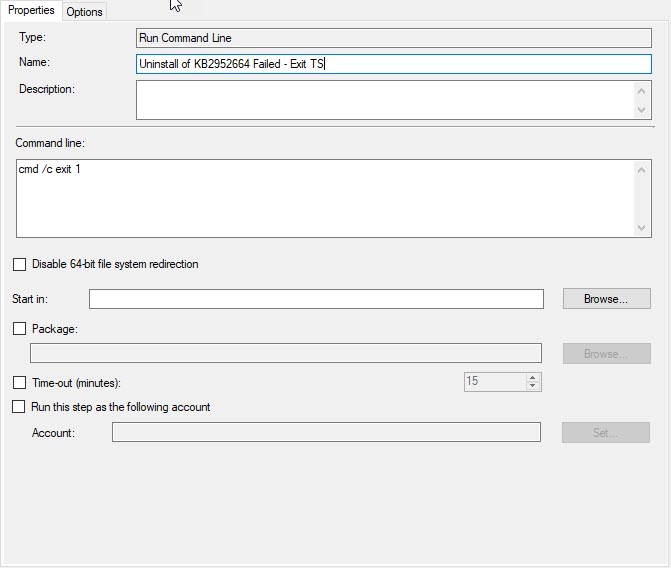 Properties
Options
Type:
Run Command Line
Name:
Uninstall of KB2952664 Failed - Exit TS
Description:
Command line:
cmd /c exit 1
Disable 64-bit file system redirection
Start in:
Browse...
Package:
Browse...
Time-out (minutes):
15
Run this step as the following account
Account:
Set...